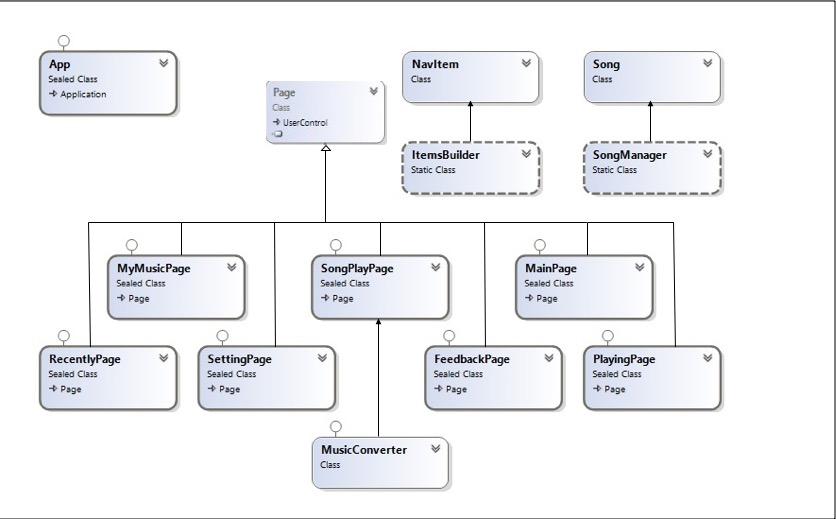 App
Sealed Class
Application
Page
Class
UserControl
NavItem
Class
Song
Class
ItemsBuilder
Static Class
SongManager
Static Class
MyMusicPage
Sealed Class
Page
SongPlayPage
Sealed Class
Page
MainPage
Sealed Class
Page
RecentlyPage
Sealed Class
Page
SettingPage
Sealed Class
Page
FeedbackPage
Sealed Class
Page
PlayingPage
Sealed Class
Page
MusicConverter
Class